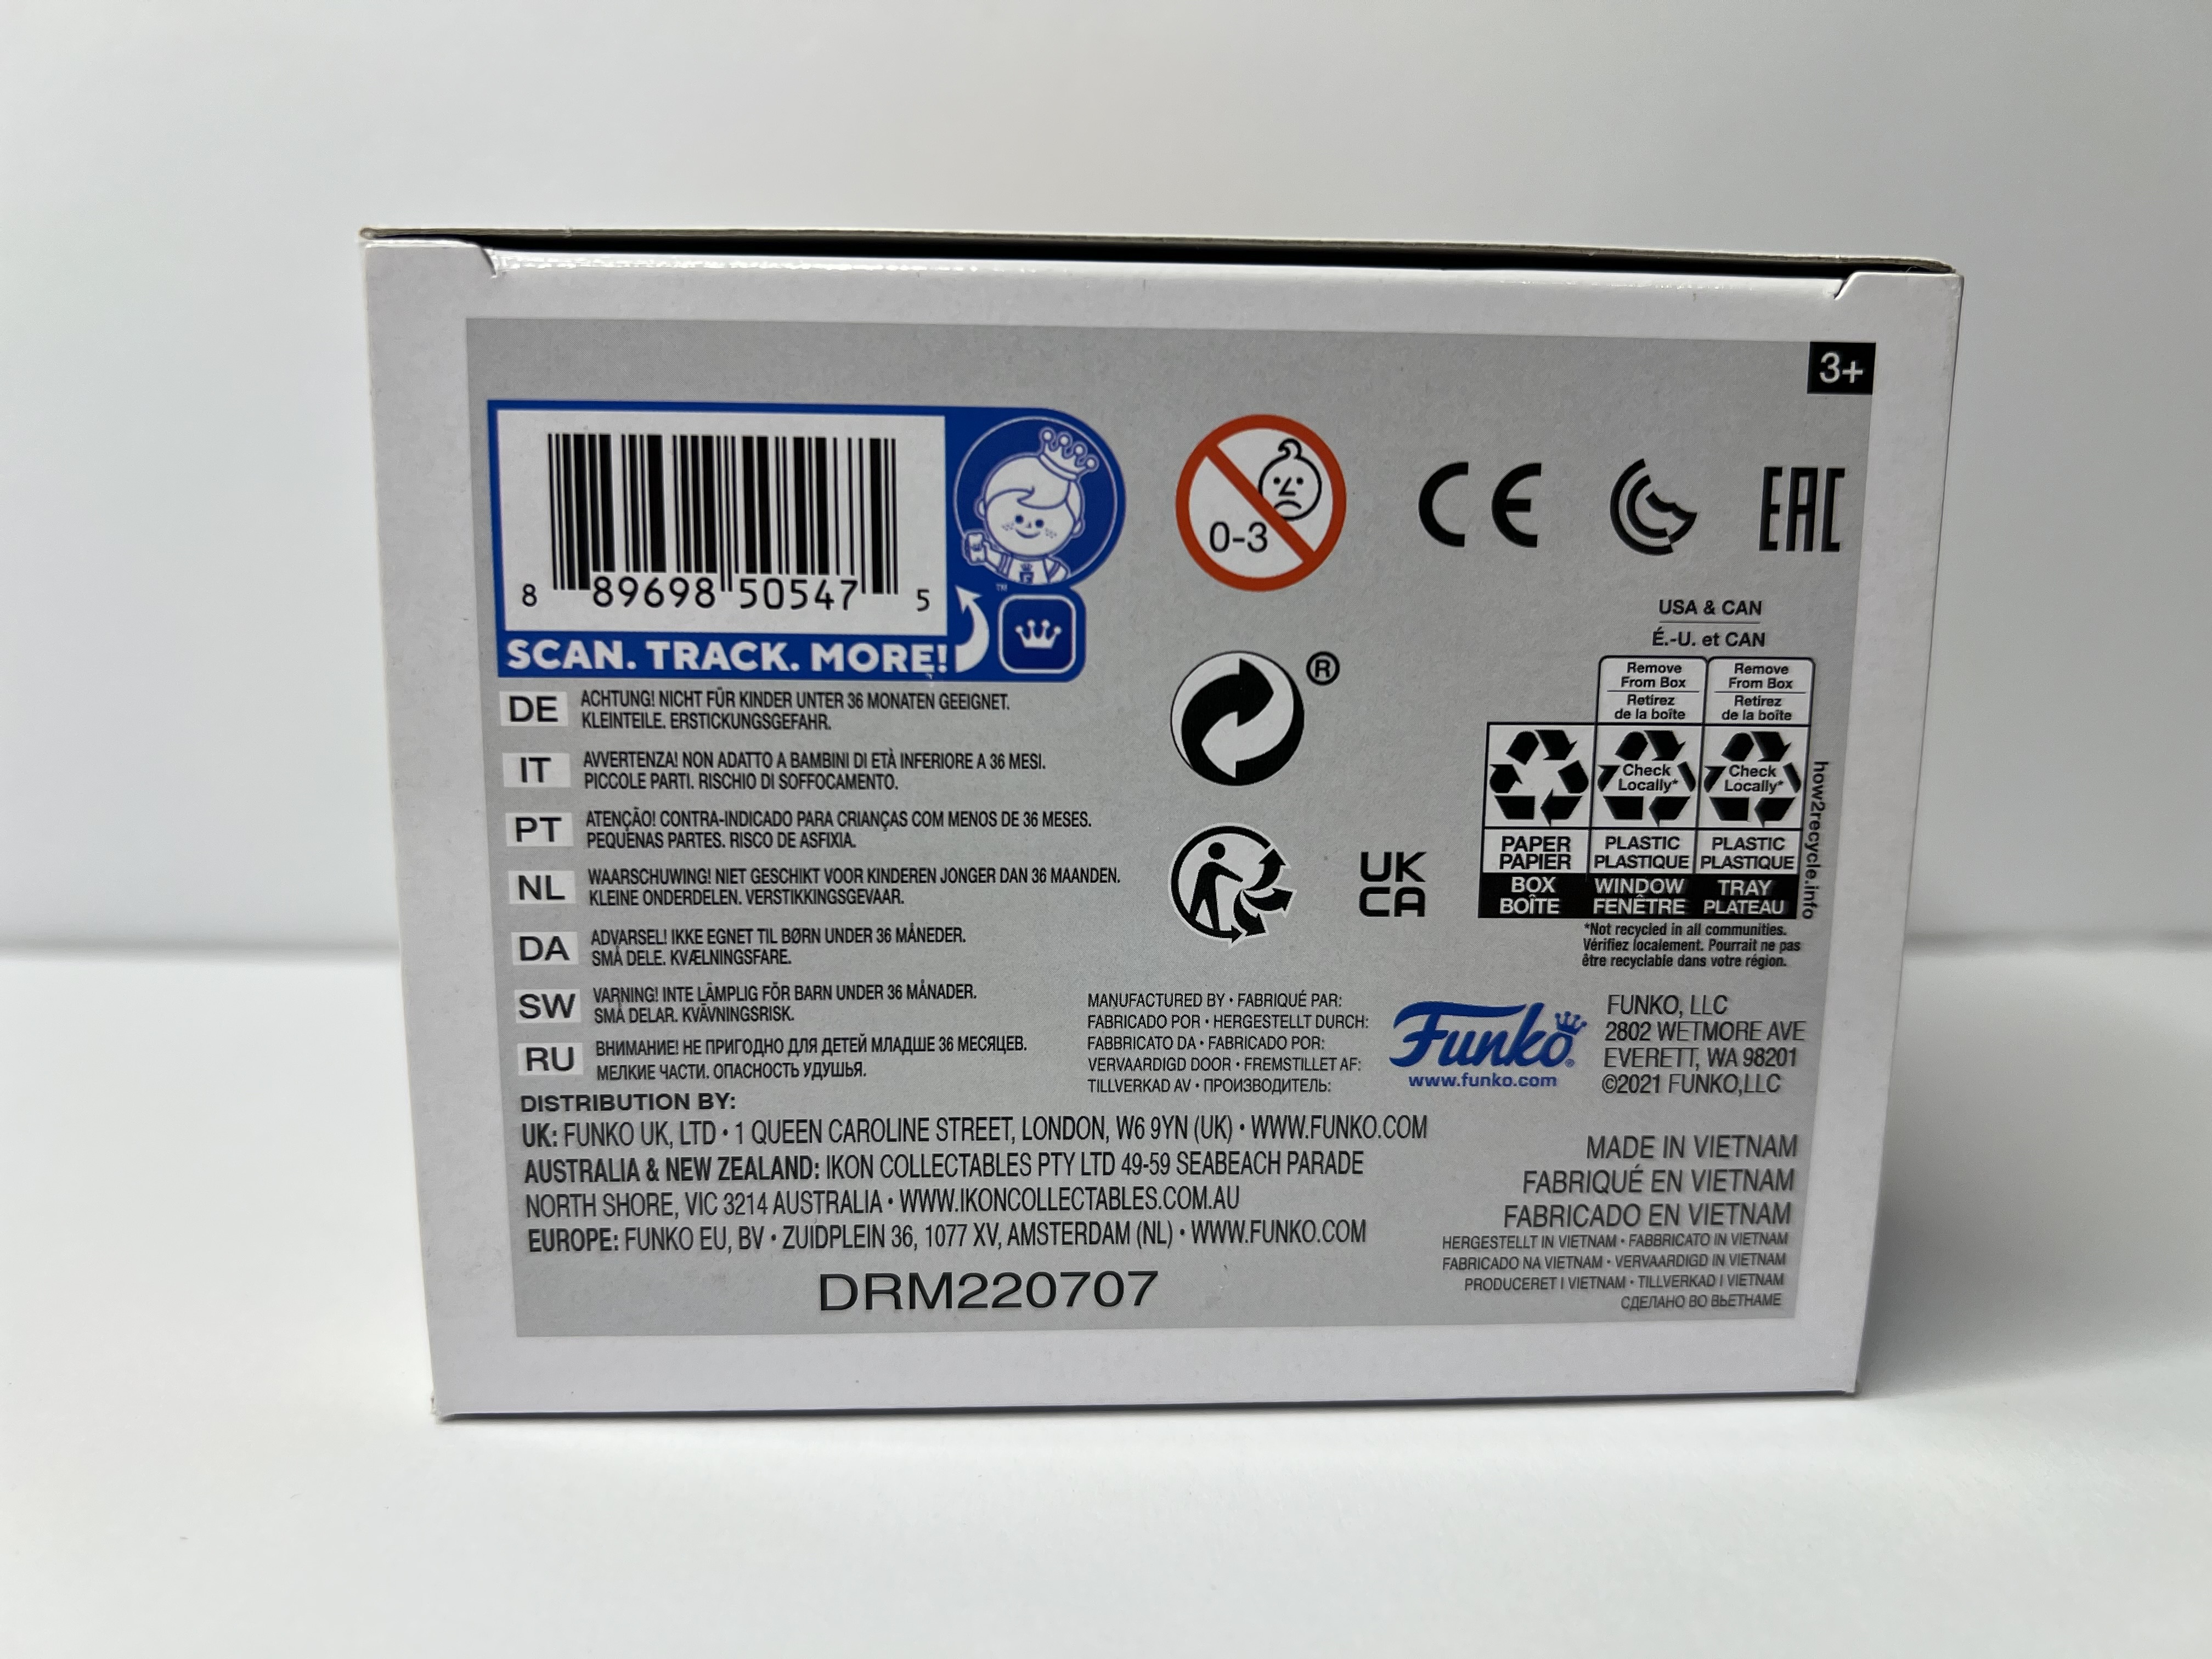 3+
8 89698 50547 5
SCAN. TRACK. MORE!
™
0-3
CE
EAC
DE ACHTUNG! NICHT FÜR KINDER UNTER 36 MONATEN GEEIGNET.
KLEINTEILE. ERSTICKUNGSGEFAHR.
IT AVVERTENZA! NON ADATTO A BAMBINI DI ETÀ INFERIORE A 36 MESI.
PICCOLE PARTI. RISCHIO DI SOFFOCAMENTO.
PT ATENÇÃO! CONTRA-INDICADO PARA CRIANÇAS COM MENOS DE 36 MESES.
PEQUENAS PARTES. RISCO DE ASFIXIA.
NL WAARSCHUWING! NIET GESCHIKT VOOR KINDEREN JONGER DAN 36 MAANDEN.
KLEINE ONDERDELEN. VERSTIKKINGSGEVAAR.
DA ADVARSEL! IKKE EGNET TIL BØRN UNDER 36 MÅNEDER.
SMÅ DELE. KVÆLNINGSFARE.
SW VARNING! INTE LÄMPLIG FÖR BARN UNDER 36 MÅNADER.
SMÅ DELAR. KVÄVNINGSRISK.
RU ВНИМАНИЕ! НЕ ПРИГОДНО ДЛЯ ДЕТЕЙ МЛАДШЕ 36 МЕСЯЦЕВ.
МЕЛКИЕ ЧАСТИ. ОПАСНОСТЬ УДУШЬЯ.
®
UK
CA
USA & CAN
É.-U. et CAN
Remove
From Box
Retirez
de la boîte
Remove
From Box
Retirez
de la boîte
Check
Locally*
Check
Locally*
PAPER
PAPIER
PLASTIC
PLASTIQUE
PLASTIC
PLASTIQUE
BOX
BOÎTE
WINDOW
FENÊTRE
TRAY
PLATEAU
how2recycle.info
*Not recycled in all communities.
Vérifiez localement. Pourrait ne pas
être recyclable dans votre région.
MANUFACTURED BY • FABRIQUÉ PAR:
FABRICADO POR • HERGESTELLT DURCH:
FABBRICATO DA • FABRICADO POR:
VERVAARDIGD DOOR • FREMSTILLET AF:
TILLVERKAD AV • ПРОИЗВОДИТЕЛЬ:
Funko®
www.funko.com
FUNKO, LLC
2802 WETMORE AVE
EVERETT, WA 98201
©2021 FUNKO,LLC
DISTRIBUTION BY:
UK: FUNKO UK, LTD • 1 QUEEN CAROLINE STREET, LONDON, W6 9YN (UK) • WWW.FUNKO.COM
AUSTRALIA & NEW ZEALAND: IKON COLLECTABLES PTY LTD 49-59 SEABEACH PARADE
NORTH SHORE, VIC 3214 AUSTRALIA • WWW.IKONCOLLECTABLES.COM.AU
EUROPE: FUNKO EU, BV • ZUIDPLEIN 36, 1077 XV, AMSTERDAM (NL) • WWW.FUNKO.COM
DRM220707
MADE IN VIETNAM
FABRIQUÉ EN VIETNAM
FABRICADO EN VIETNAM
HERGESTELLT IN VIETNAM • FABBRICATO IN VIETNAM
FABRICADO NA VIETNAM • VERVAARDIGD IN VIETNAM
PRODUCERET I VIETNAM • TILLVERKAD I VIETNAM
СДЕЛАНО ВО ВЬЕТНАМЕ